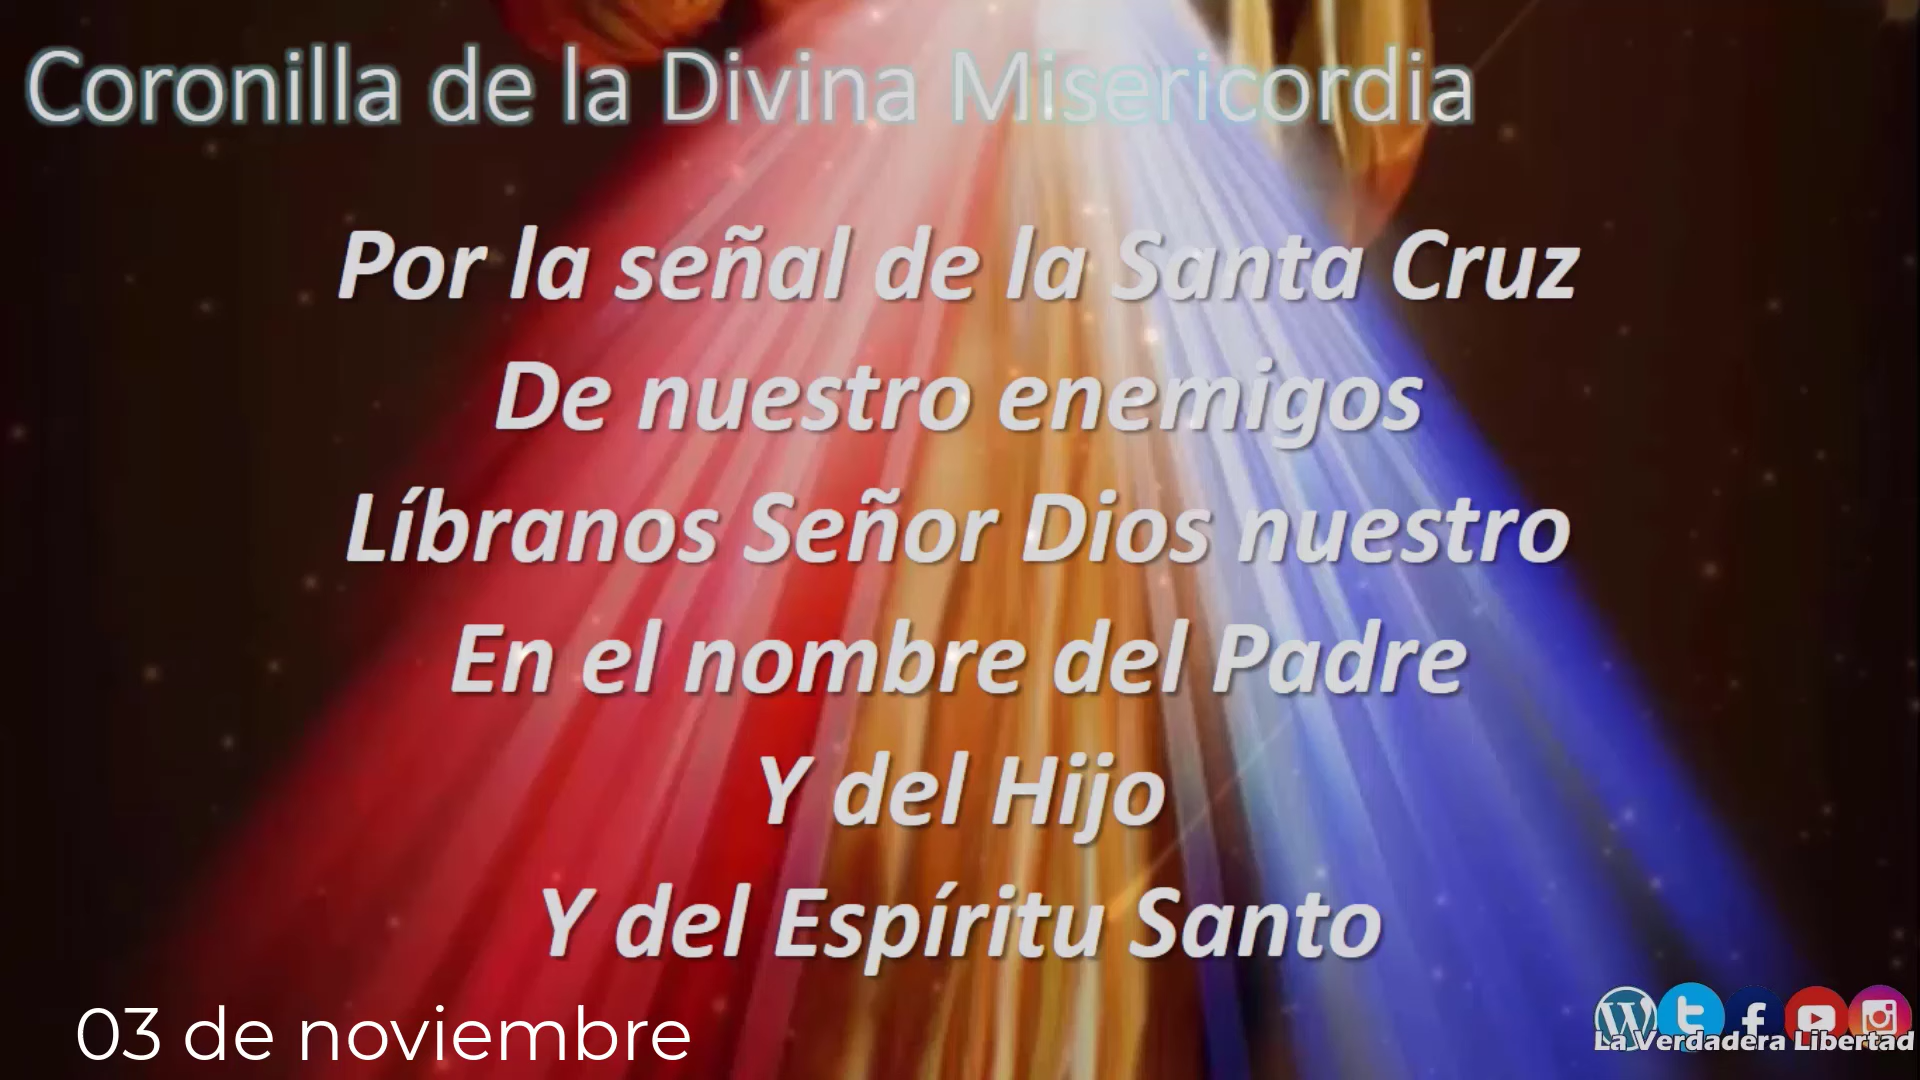 Coronilla de la Divina Misericordia
Por la señal de la Santa Cruz
De nuestro enemigos
Líbranos Señor Dios nuestro
En el nombre del Padre
Y del Hijo
Y del Espíritu Santo
03 de noviembre
La Verdadera Libertad